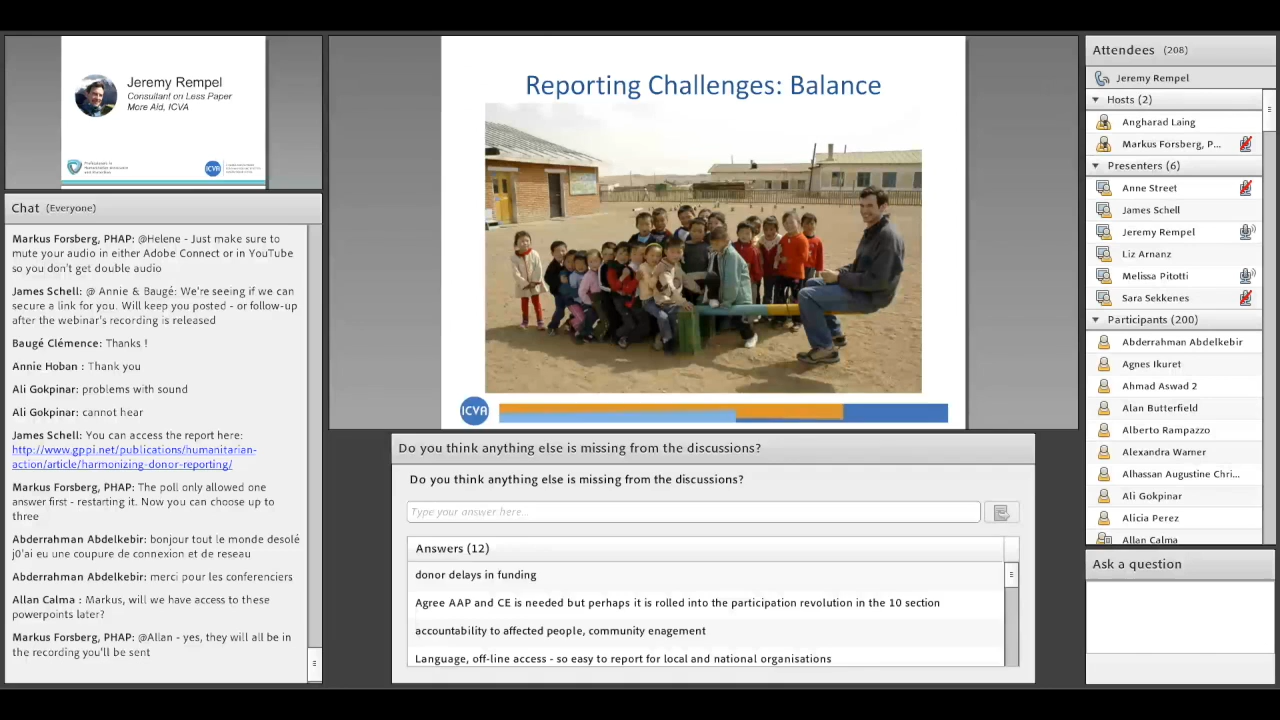 Jeremy Rempel
Consultant on Less Paper
More Aid, ICVA
ICVA
Chat (Everyone)
Markus Forsberg, PHAP: @Helene - Just make sure to
mute your audio in either Adobe Connect or in YouTube
so you don't get double audio
James Schell: @ Annie & Baugé: We're seeing if we can
secure a link for you. Will keep you posted - or follow-up
after the webinar's recording is released
Baugé Clémence: Thanks !
Annie Hoban : Thank you
Ali Gokpinar: problems with sound
Ali Gokpinar: cannot hear
James Schell: You can access the report here:
http://www.gppi.net/publications/humanitarian-
action/article/harmonizing-donor-reporting/
Markus Forsberg, PHAP: The poll only allowed one
answer first - restarting it. Now you can choose up to
three
Abderrahman Abdelkebir: bonjour tout le monde desolé
j0'ai eu une coupure de connexion et de reseau
Abderrahman Abdelkebir: merci pour les conferenciers
Allan Calma : Markus, will we have access to these
powerpoints later?
Markus Forsberg, PHAP: @Allan - yes, they will all be in
the recording you'll be sent
Reporting Challenges: Balance
ICVA
Do you think anything else is missing from the discussions?
Do you think anything else is missing from the discussions?
Type your answer here...
Answers (12)
donor delays in funding
Agree AAP and CE is needed but perhaps it is rolled into the participation revolution in the 10 section
accountability to affected people, community enagement
Language, off-line access - so easy to report for local and national organisations
Attendees (208)
Jeremy Rempel
Hosts (2)
Angharad Laing
Markus Forsberg, P...
Presenters (6)
Anne Street
James Schell
Jeremy Rempel
Liz Arnanz
Melissa Pitotti
Sara Sekkenes
Participants (200)
Abderrahman Abdelkebir
Agnes Ikuret
Ahmad Aswad 2
Alan Butterfield
Alberto Rampazzo
Alexandra Warner
Alhassan Augustine Chri...
Ali Gokpinar
Alicia Perez
Allan Calma
Ask a question